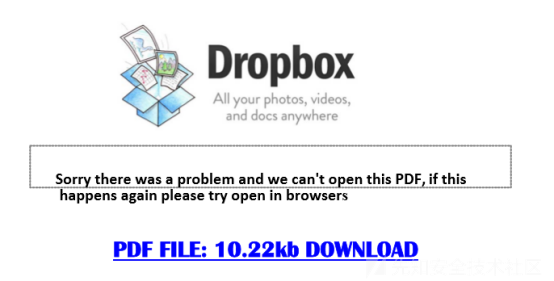 Dropbox
All your photos, videos,
and docs anywhere
Sorry there was a problem and we can't open this PDF, if this
happens again please try open in browsers
PDF FILE: 10.22kb DOWNLOAD